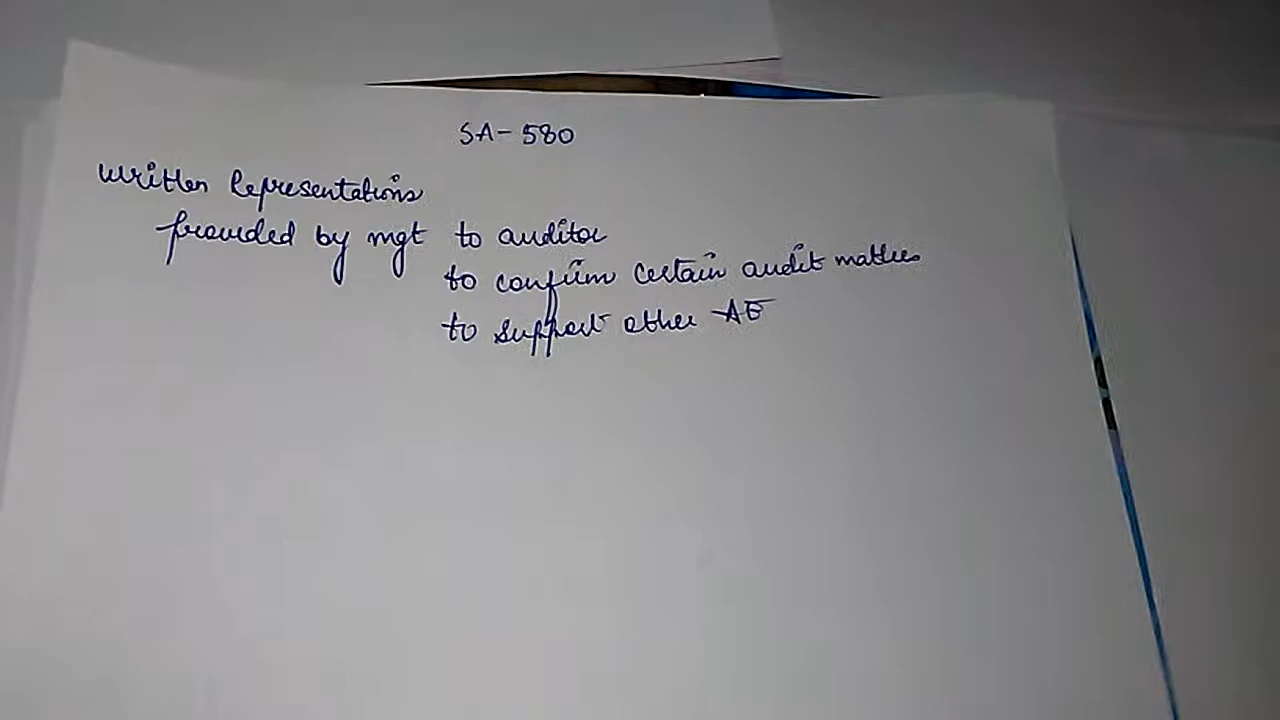 SA- 580
Written Representations
provided by mgt to auditor
to confirm certain audit matters
to support other AE